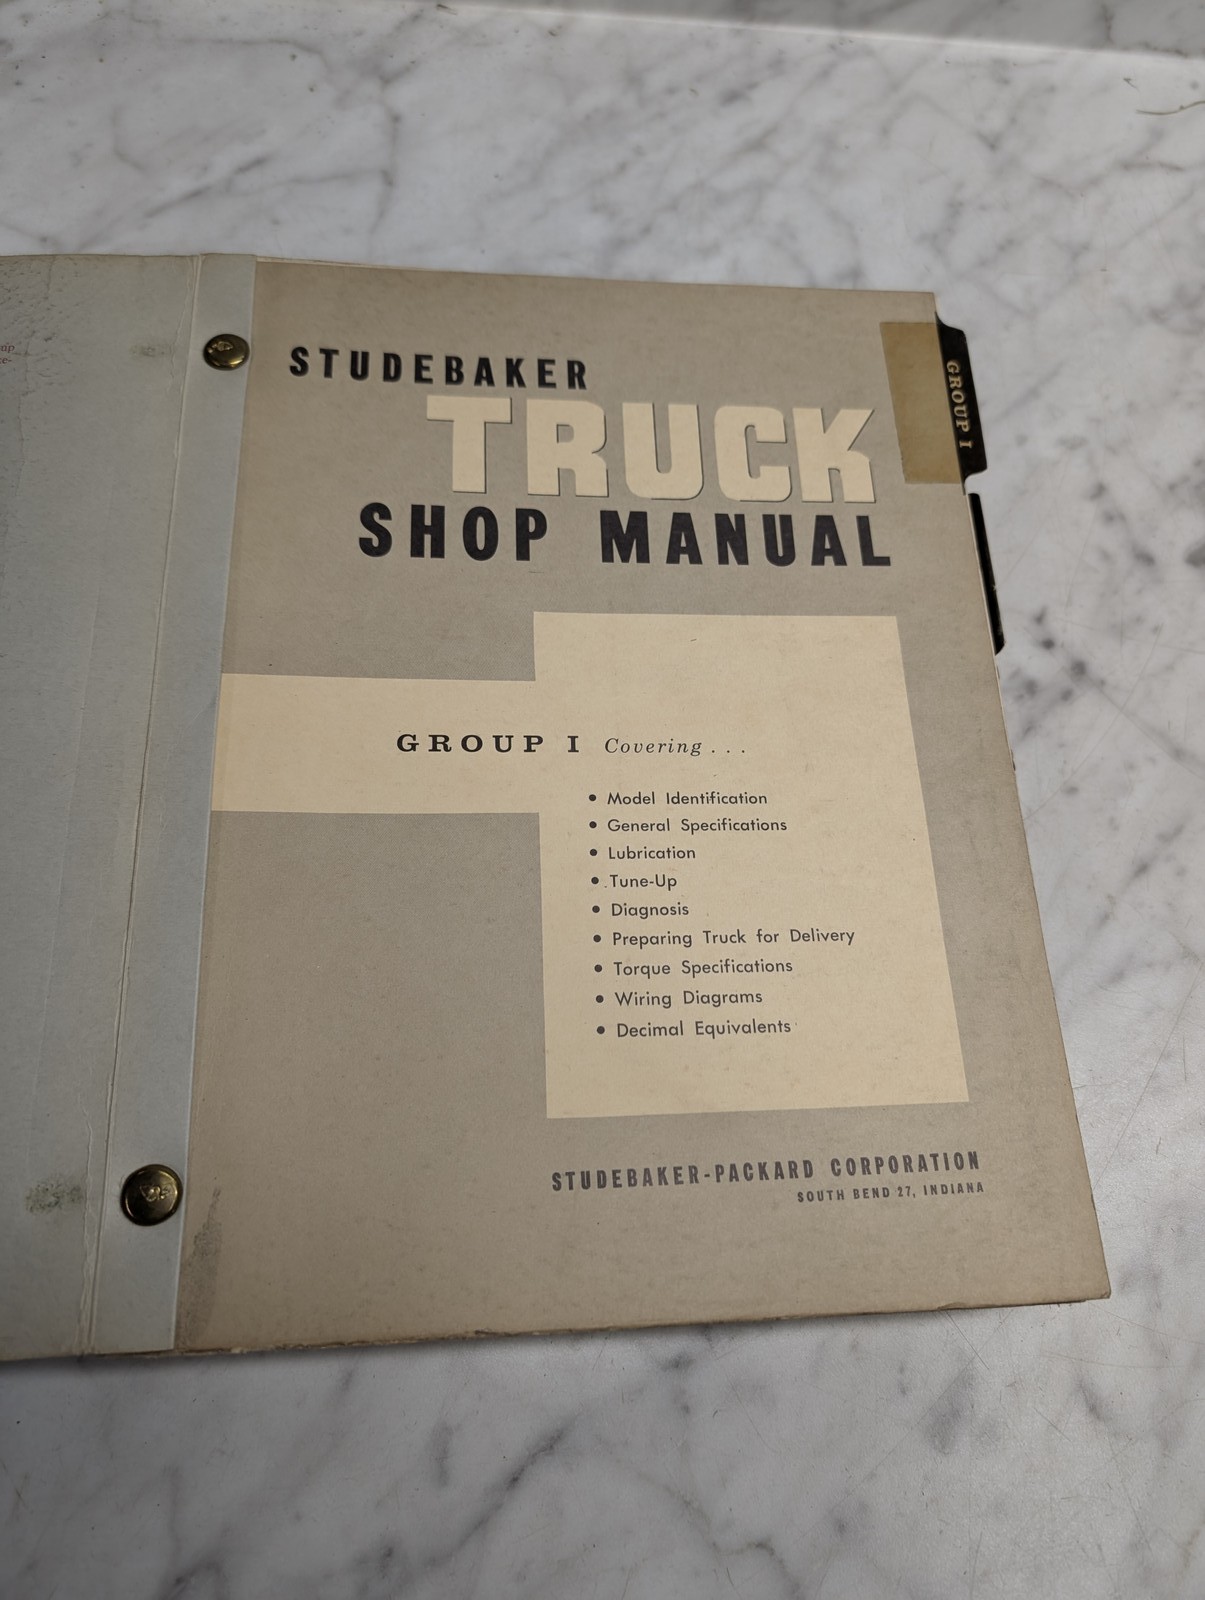 STUDEBAKER
TRUCK
SHOP MANUAL
GROUP I
GROUP I Covering . . .
• Model Identification
• General Specifications
• Lubrication
• Tune-Up
• Diagnosis
• Preparing Truck for Delivery
• Torque Specifications
• Wiring Diagrams
• Decimal Equivalents
STUDEBAKER-PACKARD CORPORATION
SOUTH BEND 27, INDIANA